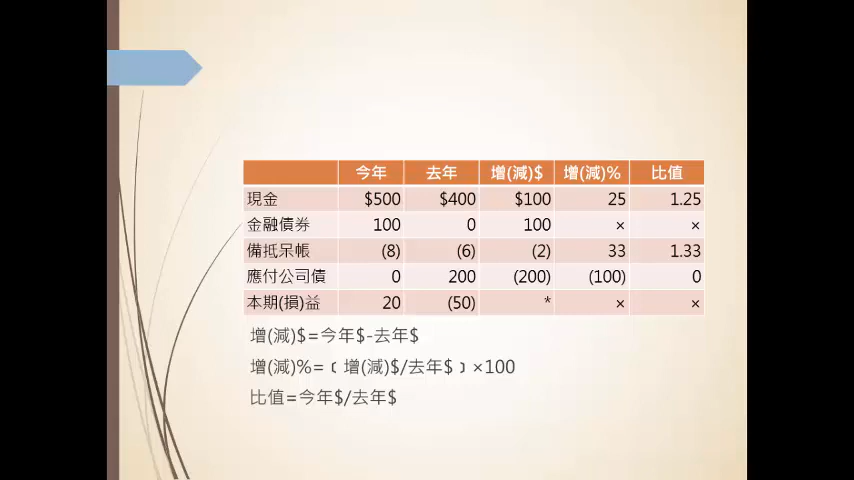 今年 去年 增(減)$ 增(減)% 比值
現金 $500 $400 $100 25 1.25
金融債券 100 0 100 × ×
備抵呆帳 (8) (6) (2) 33 1.33
應付公司債 0 200 (200) (100) 0
本期(損)益 20 (50) * × ×
增(減)$=今年$-去年$
增(減)%=﹝增(減)$/去年$﹞×100
比值=今年$/去年$